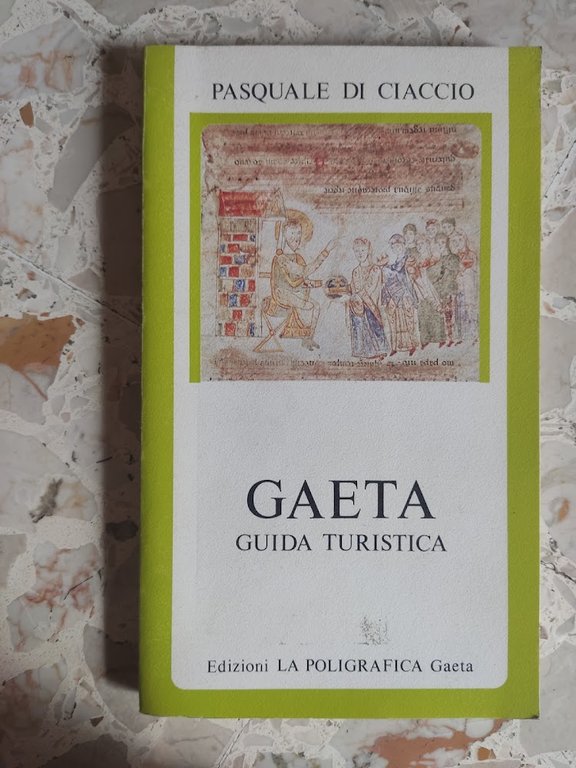 PASQUALE DI CIACCIO
GAETA
GUIDA TURISTICA
Edizioni LA POLIGRAFICA Gaeta